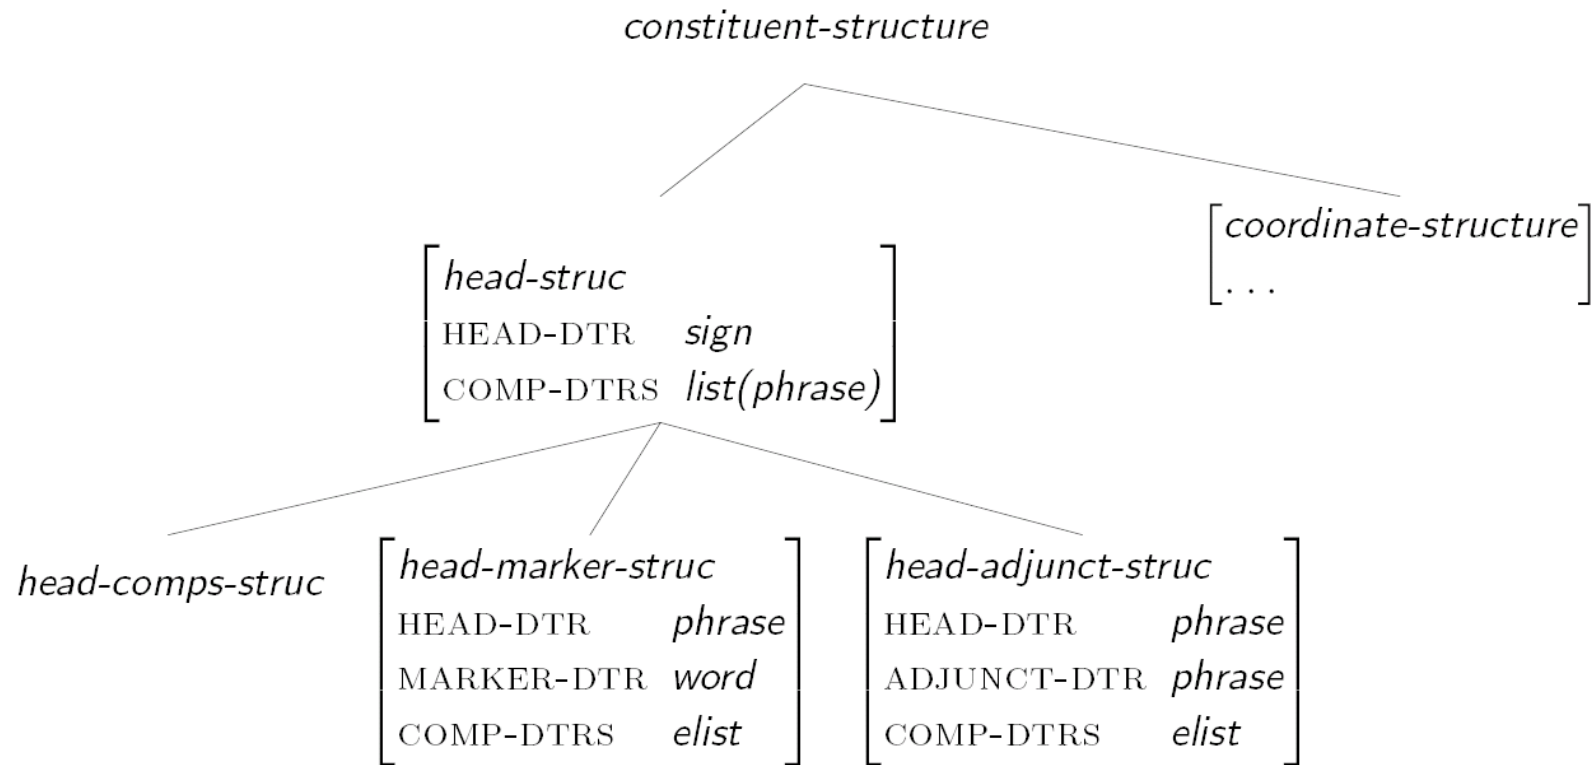 constituent-structure
coordinate-structure
. . .
head-struc
HEAD-DTR sign
COMP-DTRS list(phrase)
head-comps-struc
head-marker-struc
HEAD-DTR phrase
MARKER-DTR word
COMP-DTRS elist
head-adjunct-struc
HEAD-DTR phrase
ADJUNCT-DTR phrase
COMP-DTRS elist